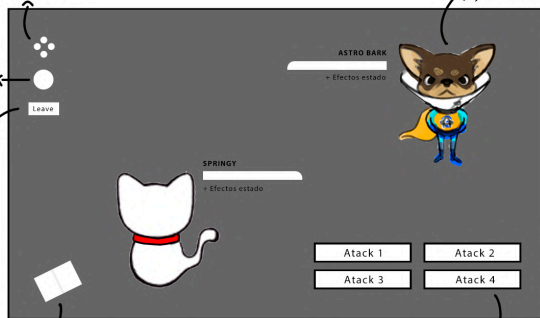 ASTRO BARK
+ Efectos estado
Leave
SPRINGY
+ Efectos estado
Atack 1
Atack 2
Atack 3
Atack 4